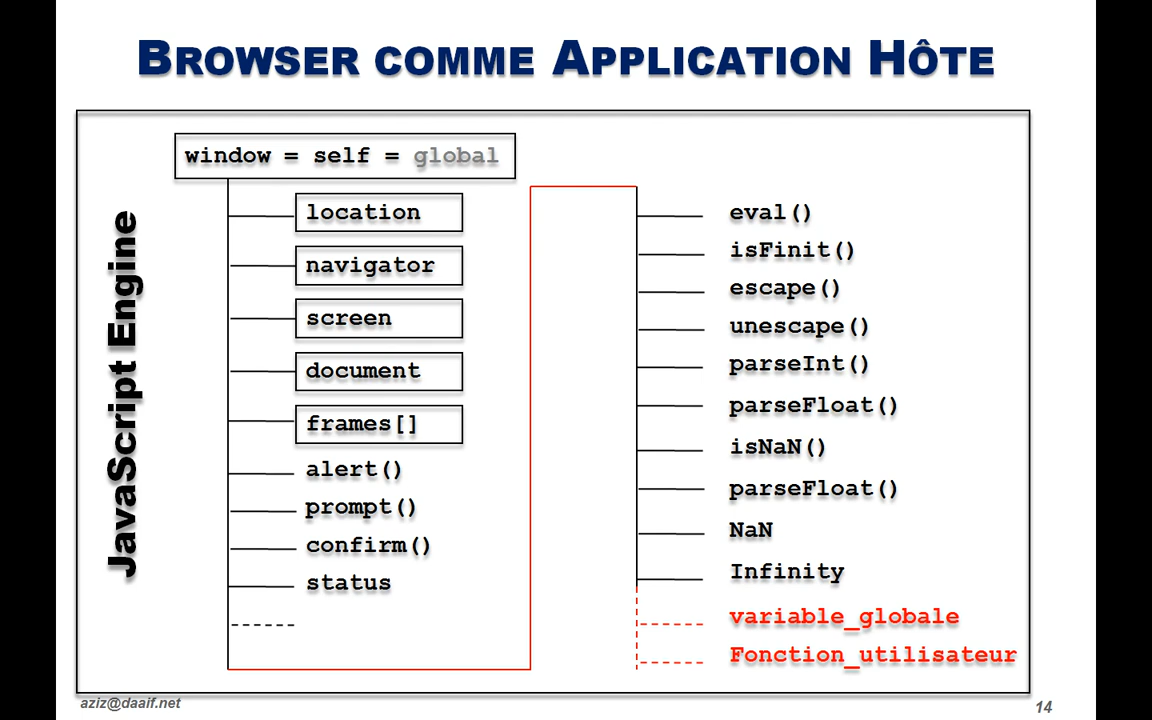 BROWSER COMME APPLICATION HÔTE
window = self = global
JavaScript Engine
location
navigator
screen
document
frames[]
alert()
prompt()
confirm()
status
eval()
isFinit()
escape()
unescape()
parseInt()
parseFloat()
isNaN()
parseFloat()
NaN
Infinity
variable_globale
Fonction_utilisateur
aziz@daaif.net
14